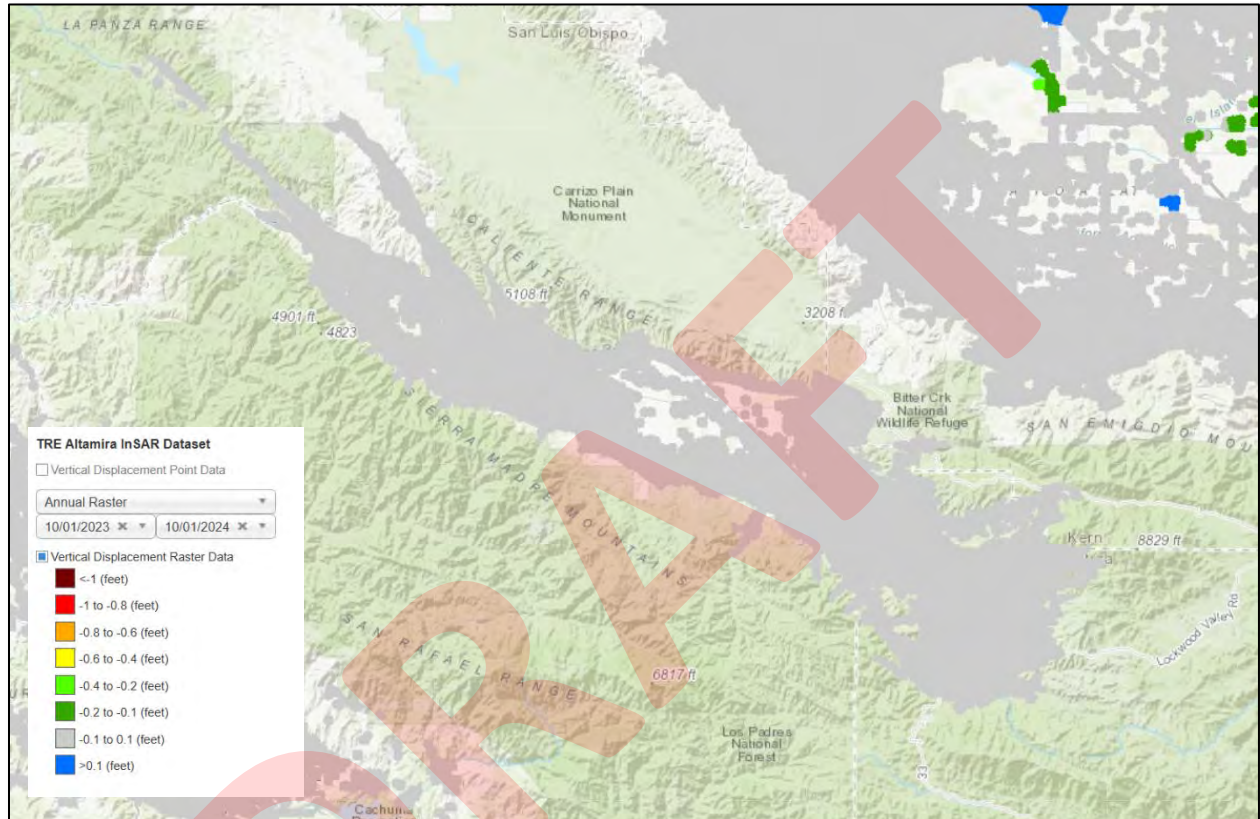 LA PANZA RANGE
San Luis Obispo
Carrizo Plain
National
Monument
CALIENTE RANGE
5108 ft
3208 f
4901 ft
4823
Bitter Crk
National
Wildlife Refuge
SAN EMIGDIO MOU
SIERRA MADRE MOUNTAINS
Kern
8829 ft
Lockwood Valley Rd
SAN RAFAEL RANGE
6817 ft
Los Padres
National
Forest
33
TRE Altamira InSAR Dataset
Vertical Displacement Point Data
Annual Raster
10/01/2023 10/01/2024
Vertical Displacement Raster Data
<-1 (feet)
-1 to -0.8 (feet)
-0.8 to -0.6 (feet)
-0.6 to -0.4 (feet)
-0.4 to -0.2 (feet)
-0.2 to -0.1 (feet)
-0.1 to 0.1 (feet)
>0.1 (feet)
DRAFT